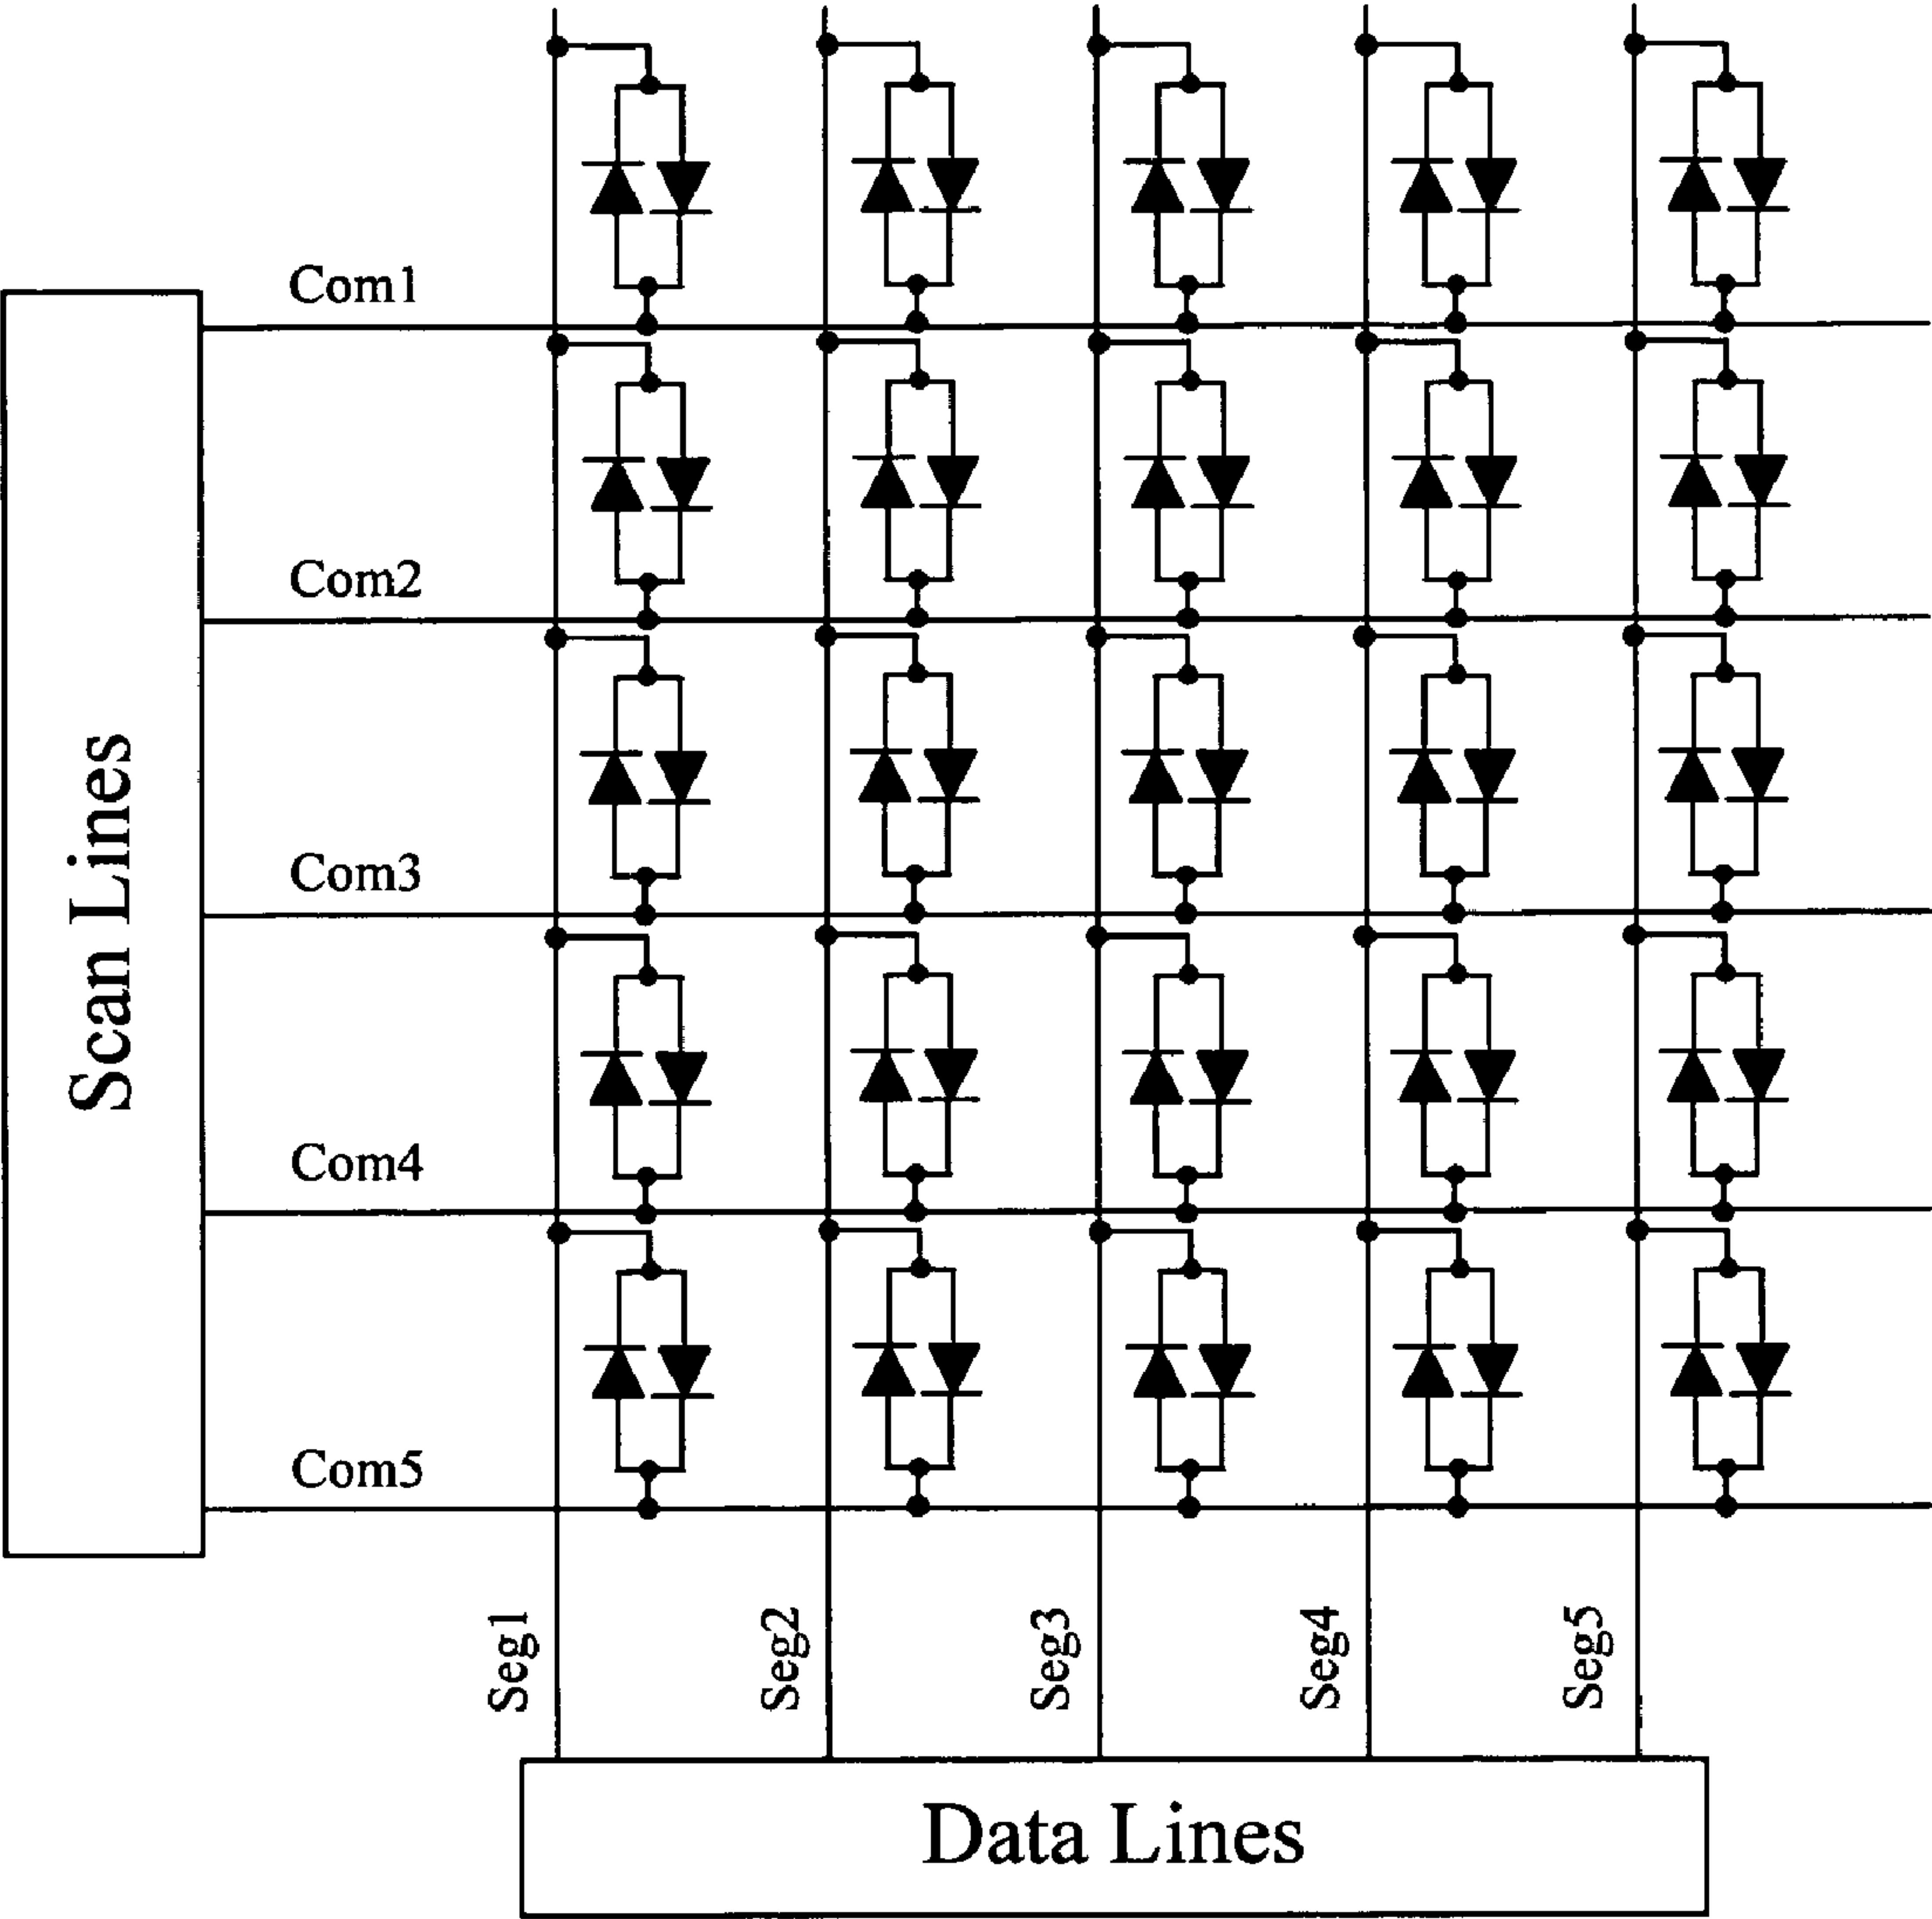 Com1
Com2
Com3
Com4
Com5
Scan Lines
Seg1
Seg2
Seg3
Seg4
Seg5
Data Lines